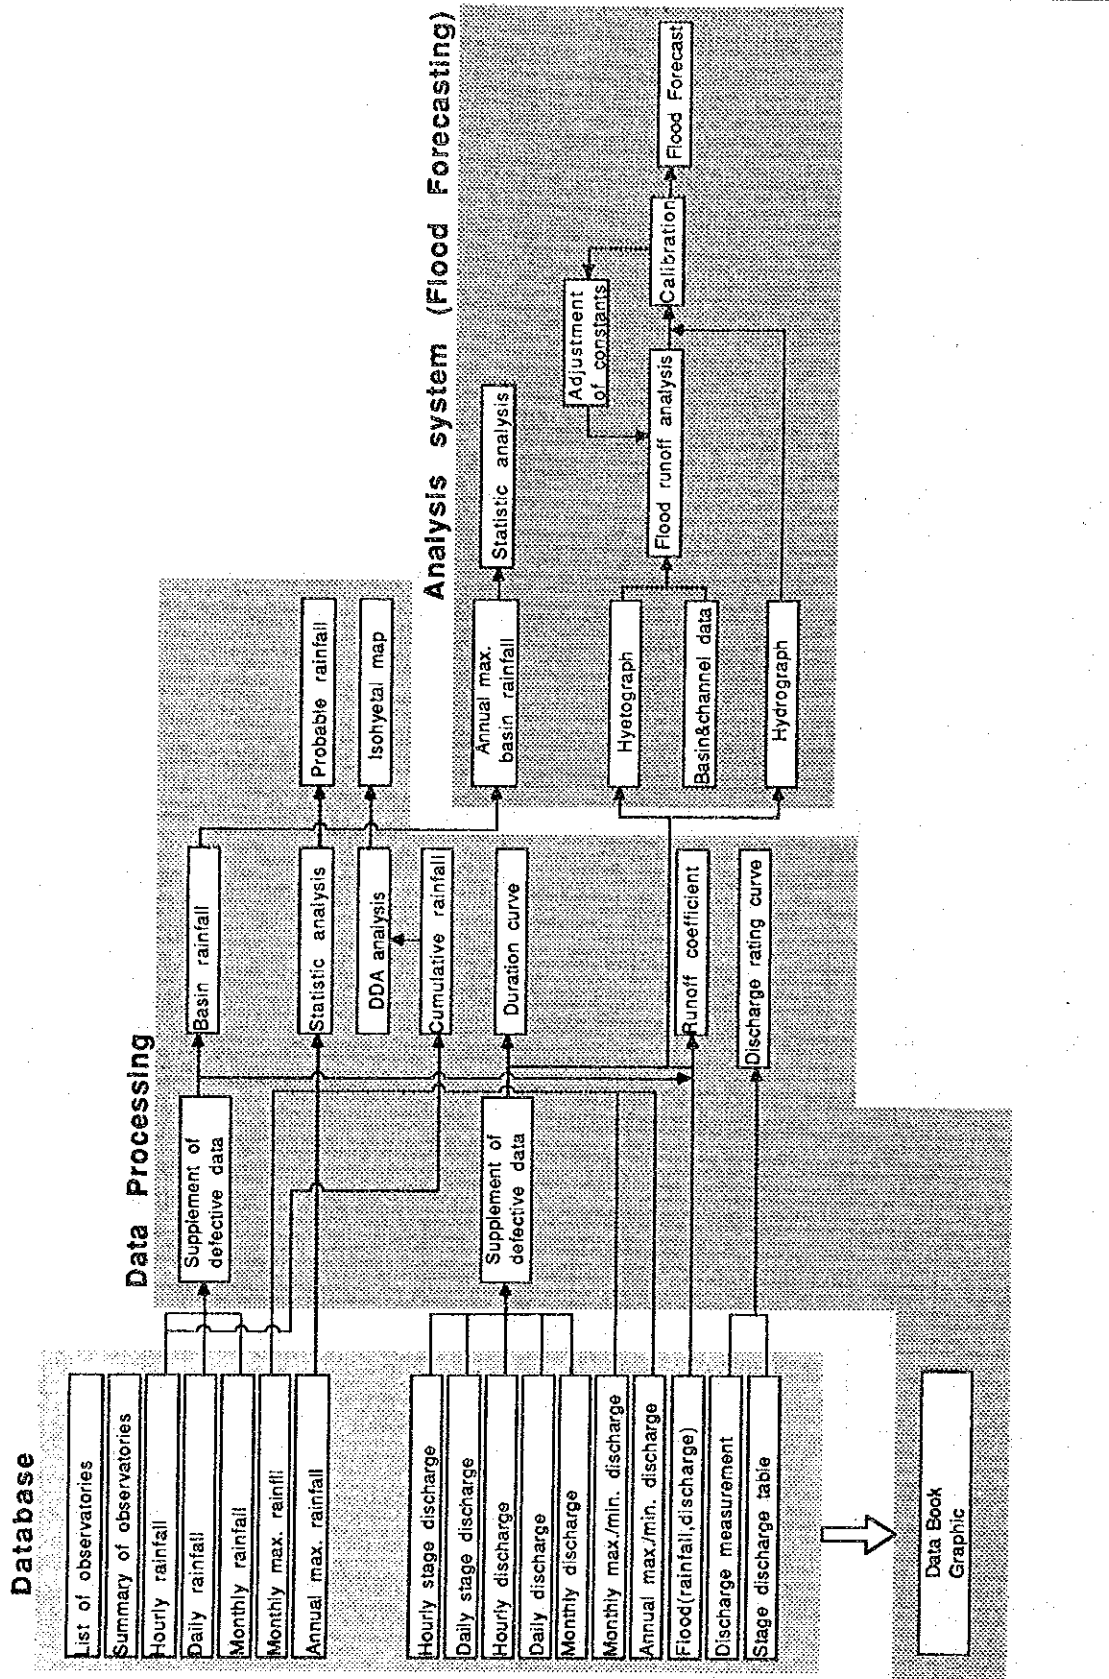 Database
List of observatories
Summary of observatories
Hourly rainfall
Daily rainfall
Monthly rainfall
Monthly max. rainfll
Annual max. rainfall
Hourly stage discharge
Daily stage discharge
Hourly discharge
Daily discharge
Monthly discharge
Monthly max./min. discharge
Annual max./min. discharge
Flood(rainfall,discharge)
Discharge measurement
Stage discharge table
Data Book
Graphic
Data Processing
Supplement of
defective data
Supplement of
defective data
Basin rainfall
Statistic analysis
DDA analysis
Cumulative rainfall
Duration curve
Runoff coefficient
Discharge rating curve
Probable rainfall
Isohyetal map
Analysis system (Flood Forecasting)
Annual max.
basin rainfall
Statistic analysis
Hyetograph
Basin&channel data
Hydrograph
Flood runoff analysis
Adjustment
of constants
Calibration
Flood Forecast